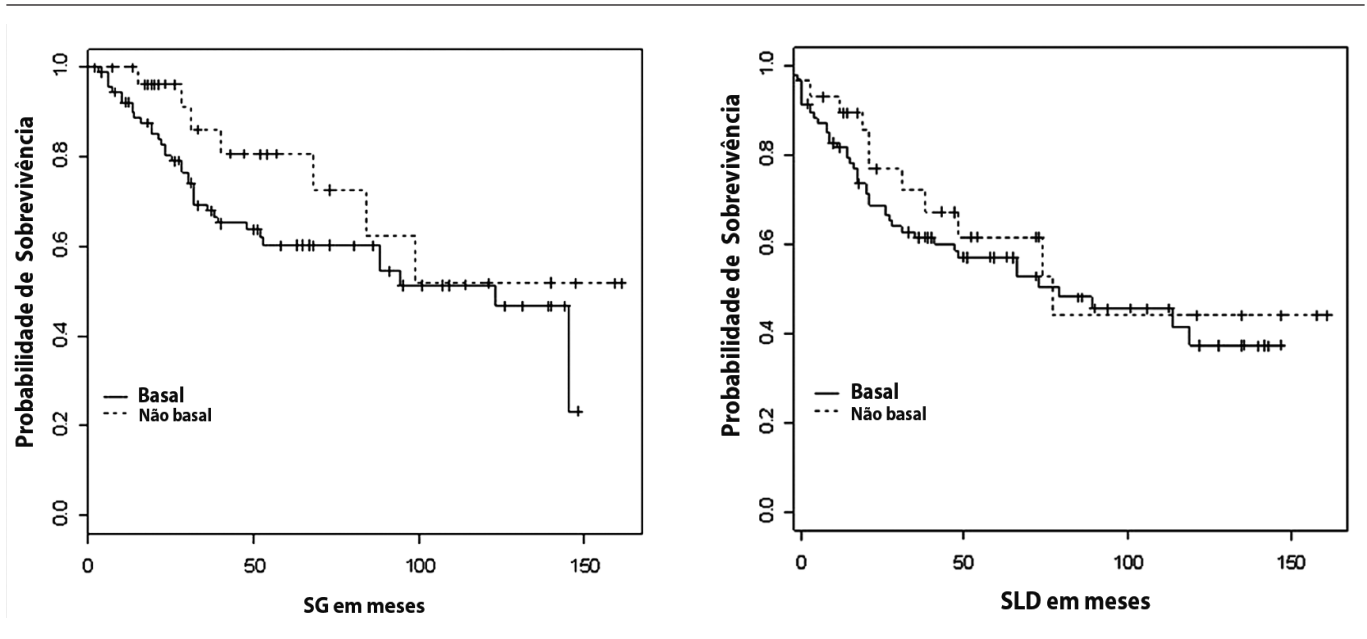 Probabilidade de Sobrevivência
1.0
0.8
0.6
0.4
0.2
0.0
Basal
Não basal
0 50 100 150
SG em meses
Probabilidade de Sobrevivência
1.0
0.8
0.6
0.4
0.2
0.0
Basal
Não basal
0 50 100 150
SLD em meses